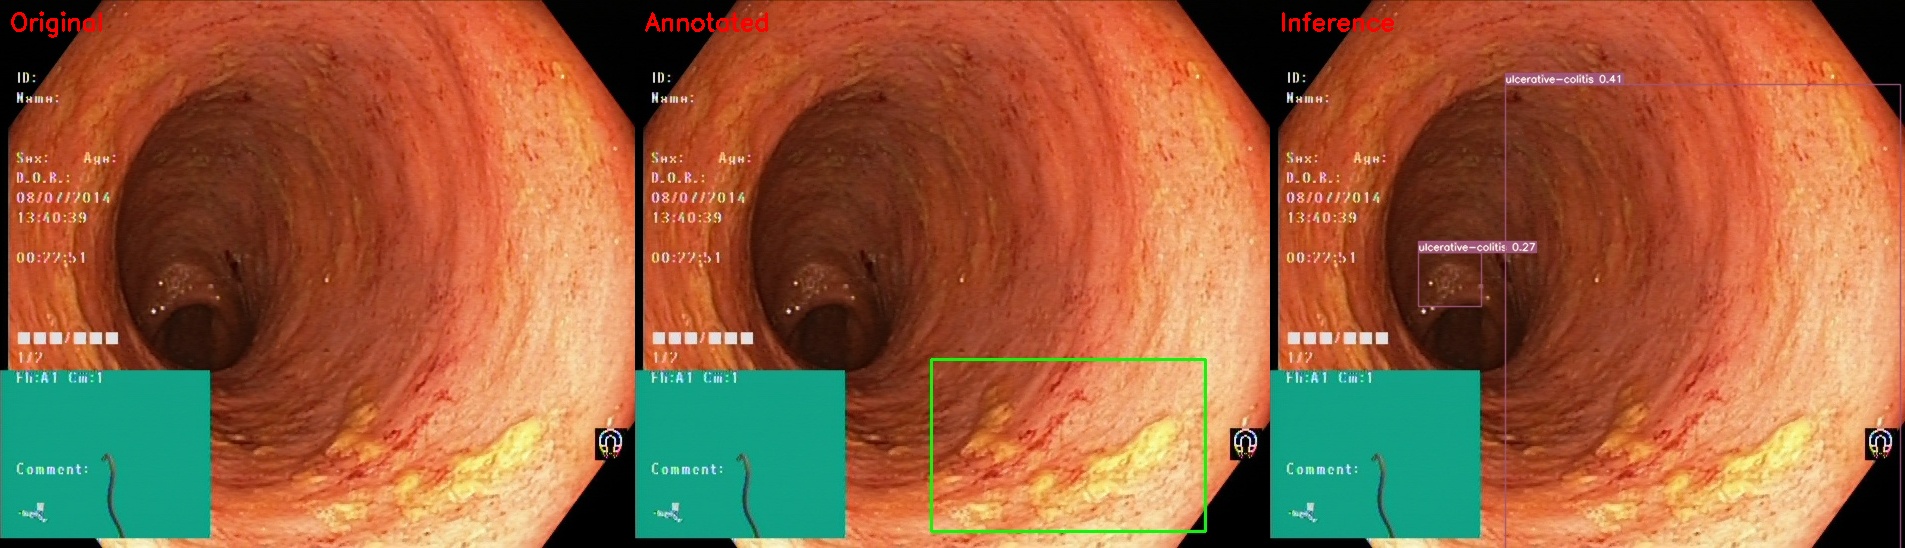 Original
ID:
Name:
Sex: Age:
D.O.B.:
08/07/2014
13:40:39
00:22:51
1/2
Ph:A1 Cm:1
Comment:
Annotated
ID:
Name:
Sex: Age:
D.O.B.:
08/07/2014
13:40:39
00:22:51
1/2
Ph:A1 Cm:1
Comment:
Inference
ulcerative-colitis 0.41
ID:
Name:
Sex: Age:
D.O.B.:
08/07/2014
13:40:39
ulcerative-colitis 0.27
00:22:51
1/2
Ph:A1 Cm:1
Comment: